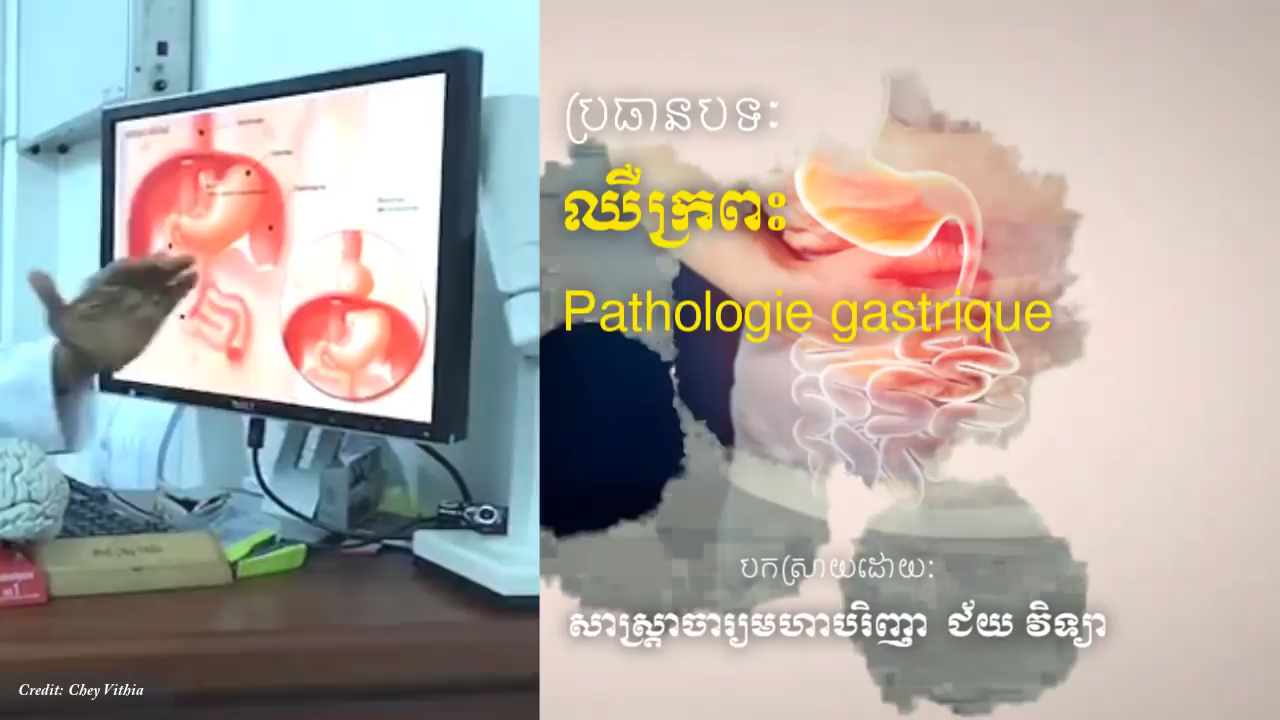 ប្រធានបទៈ
ឈឺក្រពះ
Pathologie gastrique
បកស្រាយដោយៈ
សាស្ត្រាចារ្យមហាបរិញ្ញា ជ័យ វិទ្យា
Credit: Chey Vithia